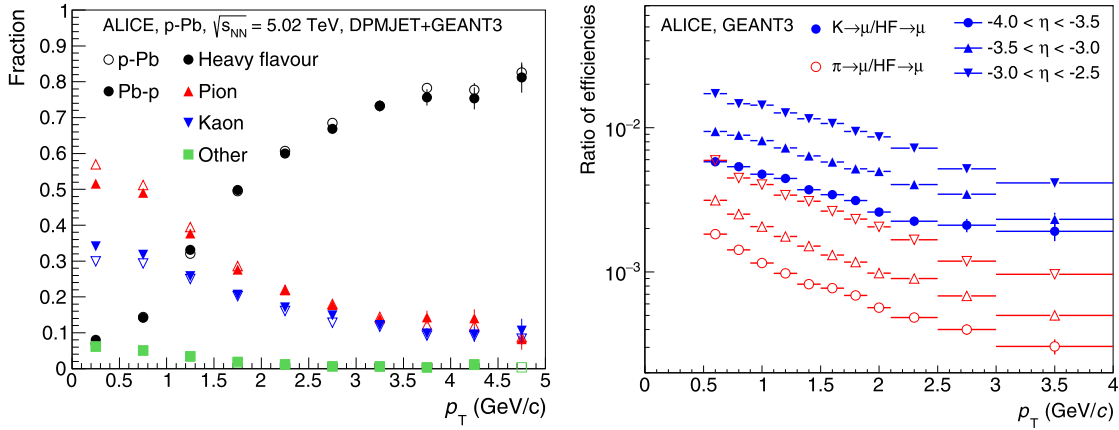 ALICE, p-Pb, √sNN = 5.02 TeV, DPMJET+GEANT3
p-Pb
Pb-p
Heavy flavour
Pion
Kaon
Other
Fraction
1
0.9
0.8
0.7
0.6
0.5
0.4
0.3
0.2
0.1
0
0 0.5 1 1.5 2 2.5 3 3.5 4 4.5 5
pT (GeV/c)
ALICE, GEANT3
K→μ/HF→μ
π→μ/HF→μ
-4.0 < η < -3.5
-3.5 < η < -3.0
-3.0 < η < -2.5
Ratio of efficiencies
10−2
10−3
0 0.5 1 1.5 2 2.5 3 3.5 4
pT (GeV/c)